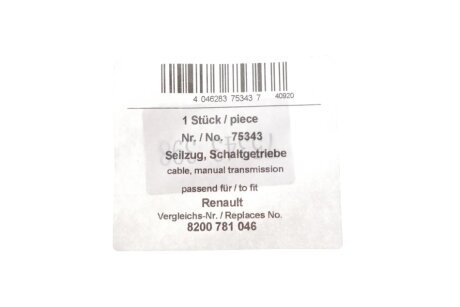 4 046283 75343 7 40920
1 Stück / piece
Nr. / No. 75343
Seilzug, Schaltgetriebe
cable, manual transmission
passend für / to fit
Renault
Vergleichs-Nr. / Replaces No.
8200 781 046